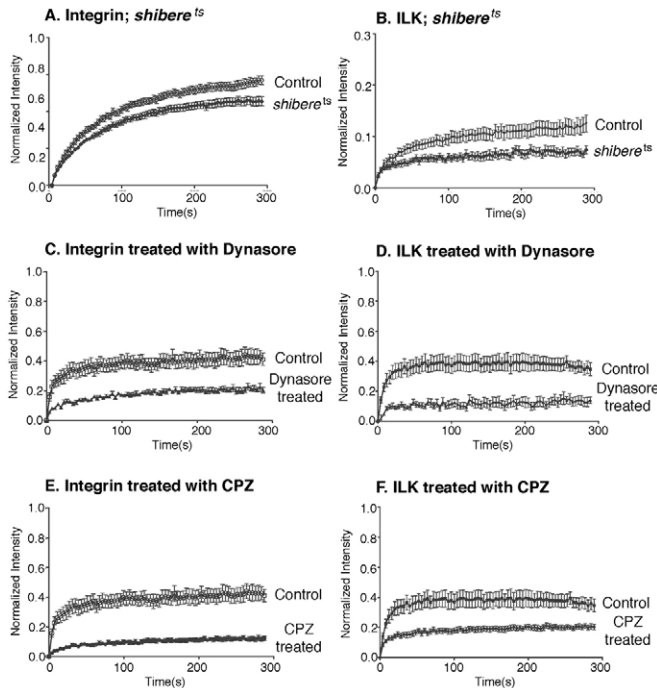 A. Integrin; shibere ts
Normalized Intensity
1.0
0.8
0.6
0.4
0.2
0.0
100
200
300
Time(s)
Control
shibere ts
B. ILK; shibere ts
Normalized Intensity
0.3
0.2
0.1
0.0
100
200
300
Time(s)
Control
shibere ts
C. Integrin treated with Dynasore
Normalized Intensity
1.0
0.8
0.6
0.4
0.2
0.0
0
100
200
300
Time(s)
Control
Dynasore
treated
D. ILK treated with Dynasore
Normalized Intensity
1.0
0.8
0.6
0.4
0.2
0.0
0
100
200
300
Time(s)
Control
Dynasore
treated
E. Integrin treated with CPZ
Normalized Intensity
1.0
0.8
0.6
0.4
0.2
0.0
0
100
200
300
Time(s)
Control
CPZ
treated
F. ILK treated with CPZ
Normalized Intensity
1.0
0.8
0.6
0.4
0.2
0.0
0
100
200
300
Time(s)
Control
CPZ
treated